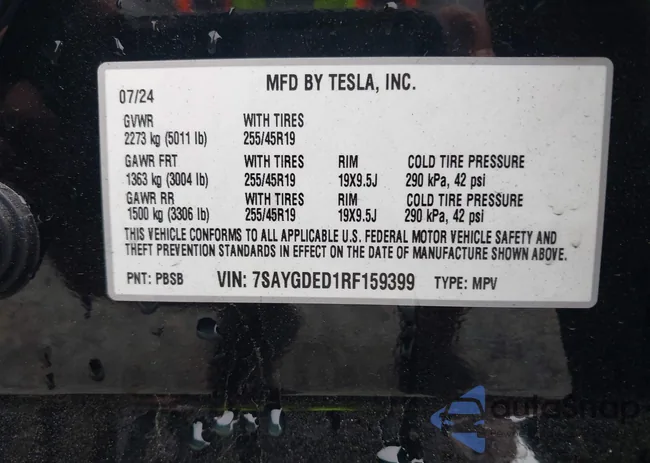 MFD BY TESLA, INC.
07/24
GVWR WITH TIRES
2273 kg (5011 lb) 255/45R19
GAWR FRT WITH TIRES RIM COLD TIRE PRESSURE
1363 kg (3004 lb) 255/45R19 19X9.5J 290 kPa, 42 psi
GAWR RR WITH TIRES RIM COLD TIRE PRESSURE
1500 kg (3306 lb) 255/45R19 19X9.5J 290 kPa, 42 psi
THIS VEHICLE CONFORMS TO ALL APPLICABLE U.S. FEDERAL MOTOR VEHICLE SAFETY AND
THEFT PREVENTION STANDARDS IN EFFECT ON THE DATE OF MANUFACTURE SHOWN ABOVE.
PNT: PBSB VIN: 7SAYGDED1RF159399 TYPE: MPV
autosnap